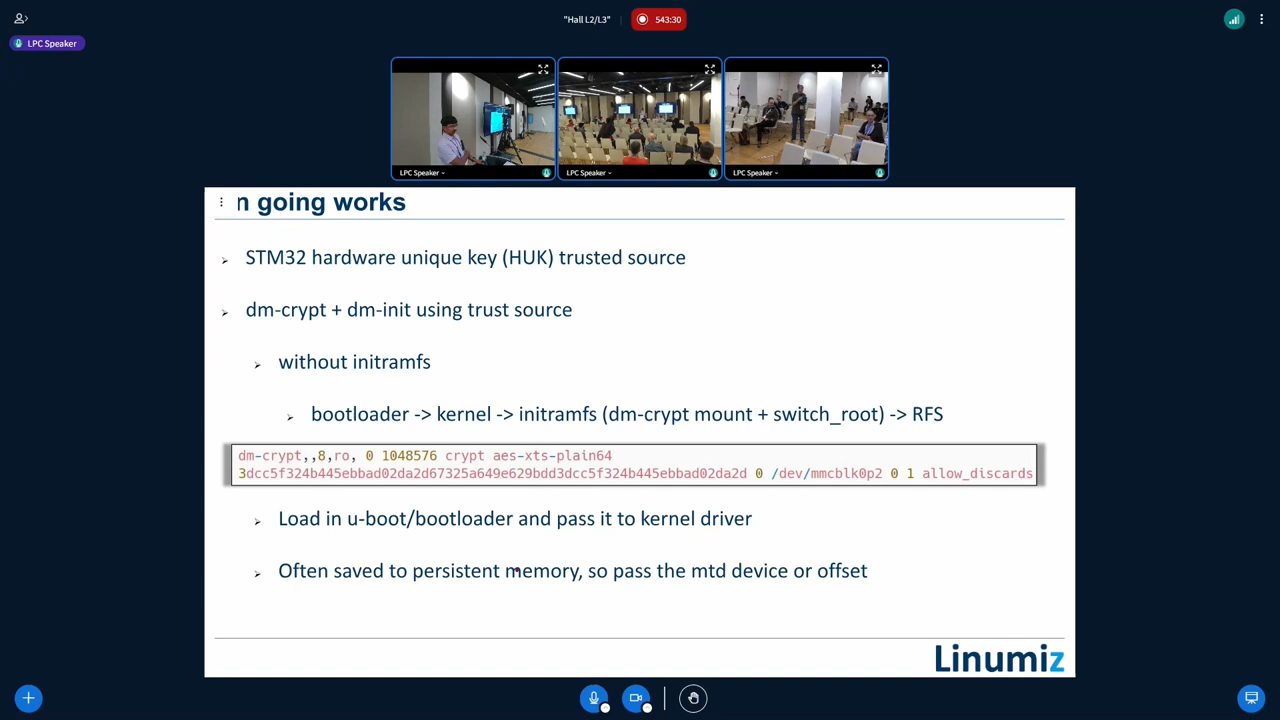 "Hall L2/L3"
543:30
LPC Speaker
LPC Speaker
LPC Speaker
LPC Speaker
n going works
STM32 hardware unique key (HUK) trusted source
dm-crypt + dm-init using trust source
without initramfs
bootloader -> kernel -> initramfs (dm-crypt mount + switch_root) -> RFS
dm-crypt,,8,ro, 0 1048576 crypt aes-xts-plain64
3dcc5f324b445ebbad02da2d67325a649e629bdd3dcc5f324b445ebbad02da2d 0 /dev/mmcblk0p2 0 1 allow_discards
Load in u-boot/bootloader and pass it to kernel driver
Often saved to persistent memory, so pass the mtd device or offset
Linumiz